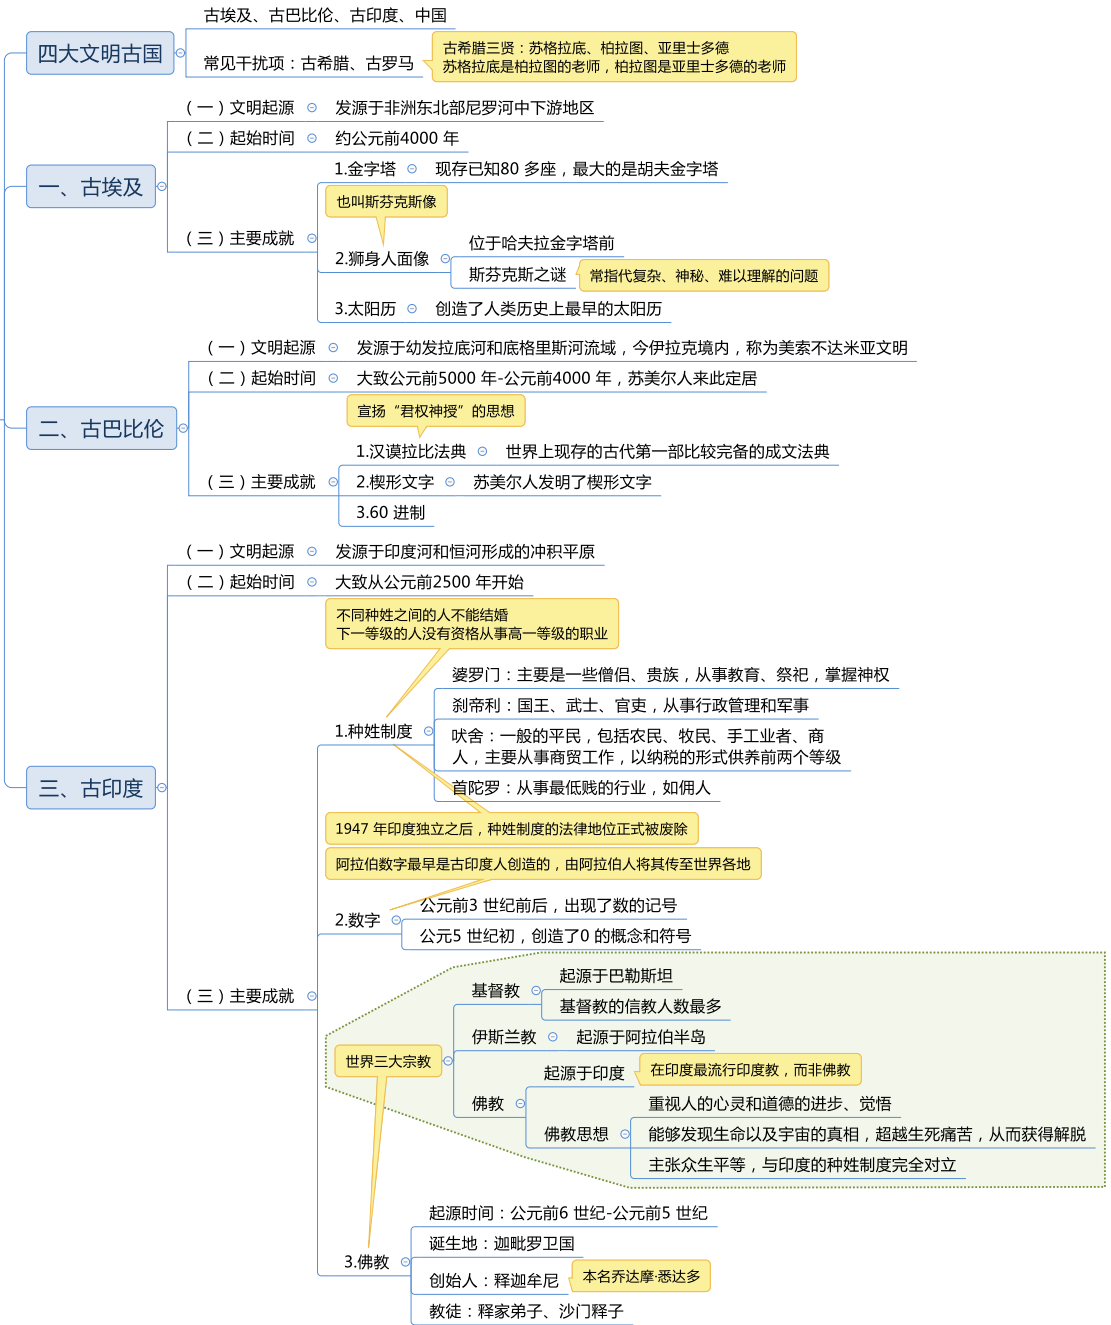 四大文明古国
古埃及、古巴比伦、古印度、中国
常见干扰项：古希腊、古罗马
古希腊三贤：苏格拉底、柏拉图、亚里士多德
苏格拉底是柏拉图的老师，柏拉图是亚里士多德的老师
一、古埃及
（一）文明起源
发源于非洲东北部尼罗河中下游地区
（二）起始时间
约公元前4000 年
（三）主要成就
1.金字塔
现存已知80 多座，最大的是胡夫金字塔
也叫斯芬克斯像
2.狮身人面像
位于哈夫拉金字塔前
斯芬克斯之谜
常指代复杂、神秘、难以理解的问题
3.太阳历
创造了人类历史上最早的太阳历
二、古巴比伦
（一）文明起源
发源于幼发拉底河和底格里斯河流域，今伊拉克境内，称为美索不达米亚文明
（二）起始时间
大致公元前5000 年-公元前4000 年，苏美尔人来此定居
（三）主要成就
宣扬“君权神授”的思想
1.汉谟拉比法典
世界上现存的古代第一部比较完备的成文法典
2.楔形文字
苏美尔人发明了楔形文字
3.60 进制
三、古印度
（一）文明起源
发源于印度河和恒河形成的冲积平原
（二）起始时间
大致从公元前2500 年开始
（三）主要成就
不同种姓之间的人不能结婚
下一等级的人没有资格从事高一等级的职业
1.种姓制度
婆罗门：主要是一些僧侣、贵族，从事教育、祭祀，掌握神权
刹帝利：国王、武士、官吏，从事行政管理和军事
吠舍：一般的平民，包括农民、牧民、手工业者、商
人，主要从事商贸工作，以纳税的形式供养前两个等级
首陀罗：从事最低贱的行业，如佣人
1947 年印度独立之后，种姓制度的法律地位正式被废除
阿拉伯数字最早是古印度人创造的，由阿拉伯人将其传至世界各地
2.数字
公元前3 世纪前后，出现了数的记号
公元5 世纪初，创造了0 的概念和符号
世界三大宗教
基督教
起源于巴勒斯坦
基督教的信教人数最多
伊斯兰教
起源于阿拉伯半岛
佛教
起源于印度
在印度最流行印度教，而非佛教
佛教思想
重视人的心灵和道德的进步、觉悟
能够发现生命以及宇宙的真相，超越生死痛苦，从而获得解脱
主张众生平等，与印度的种姓制度完全对立
3.佛教
起源时间：公元前6 世纪-公元前5 世纪
诞生地：迦毗罗卫国
创始人：释迦牟尼
本名乔达摩·悉达多
教徒：释家弟子、沙门释子